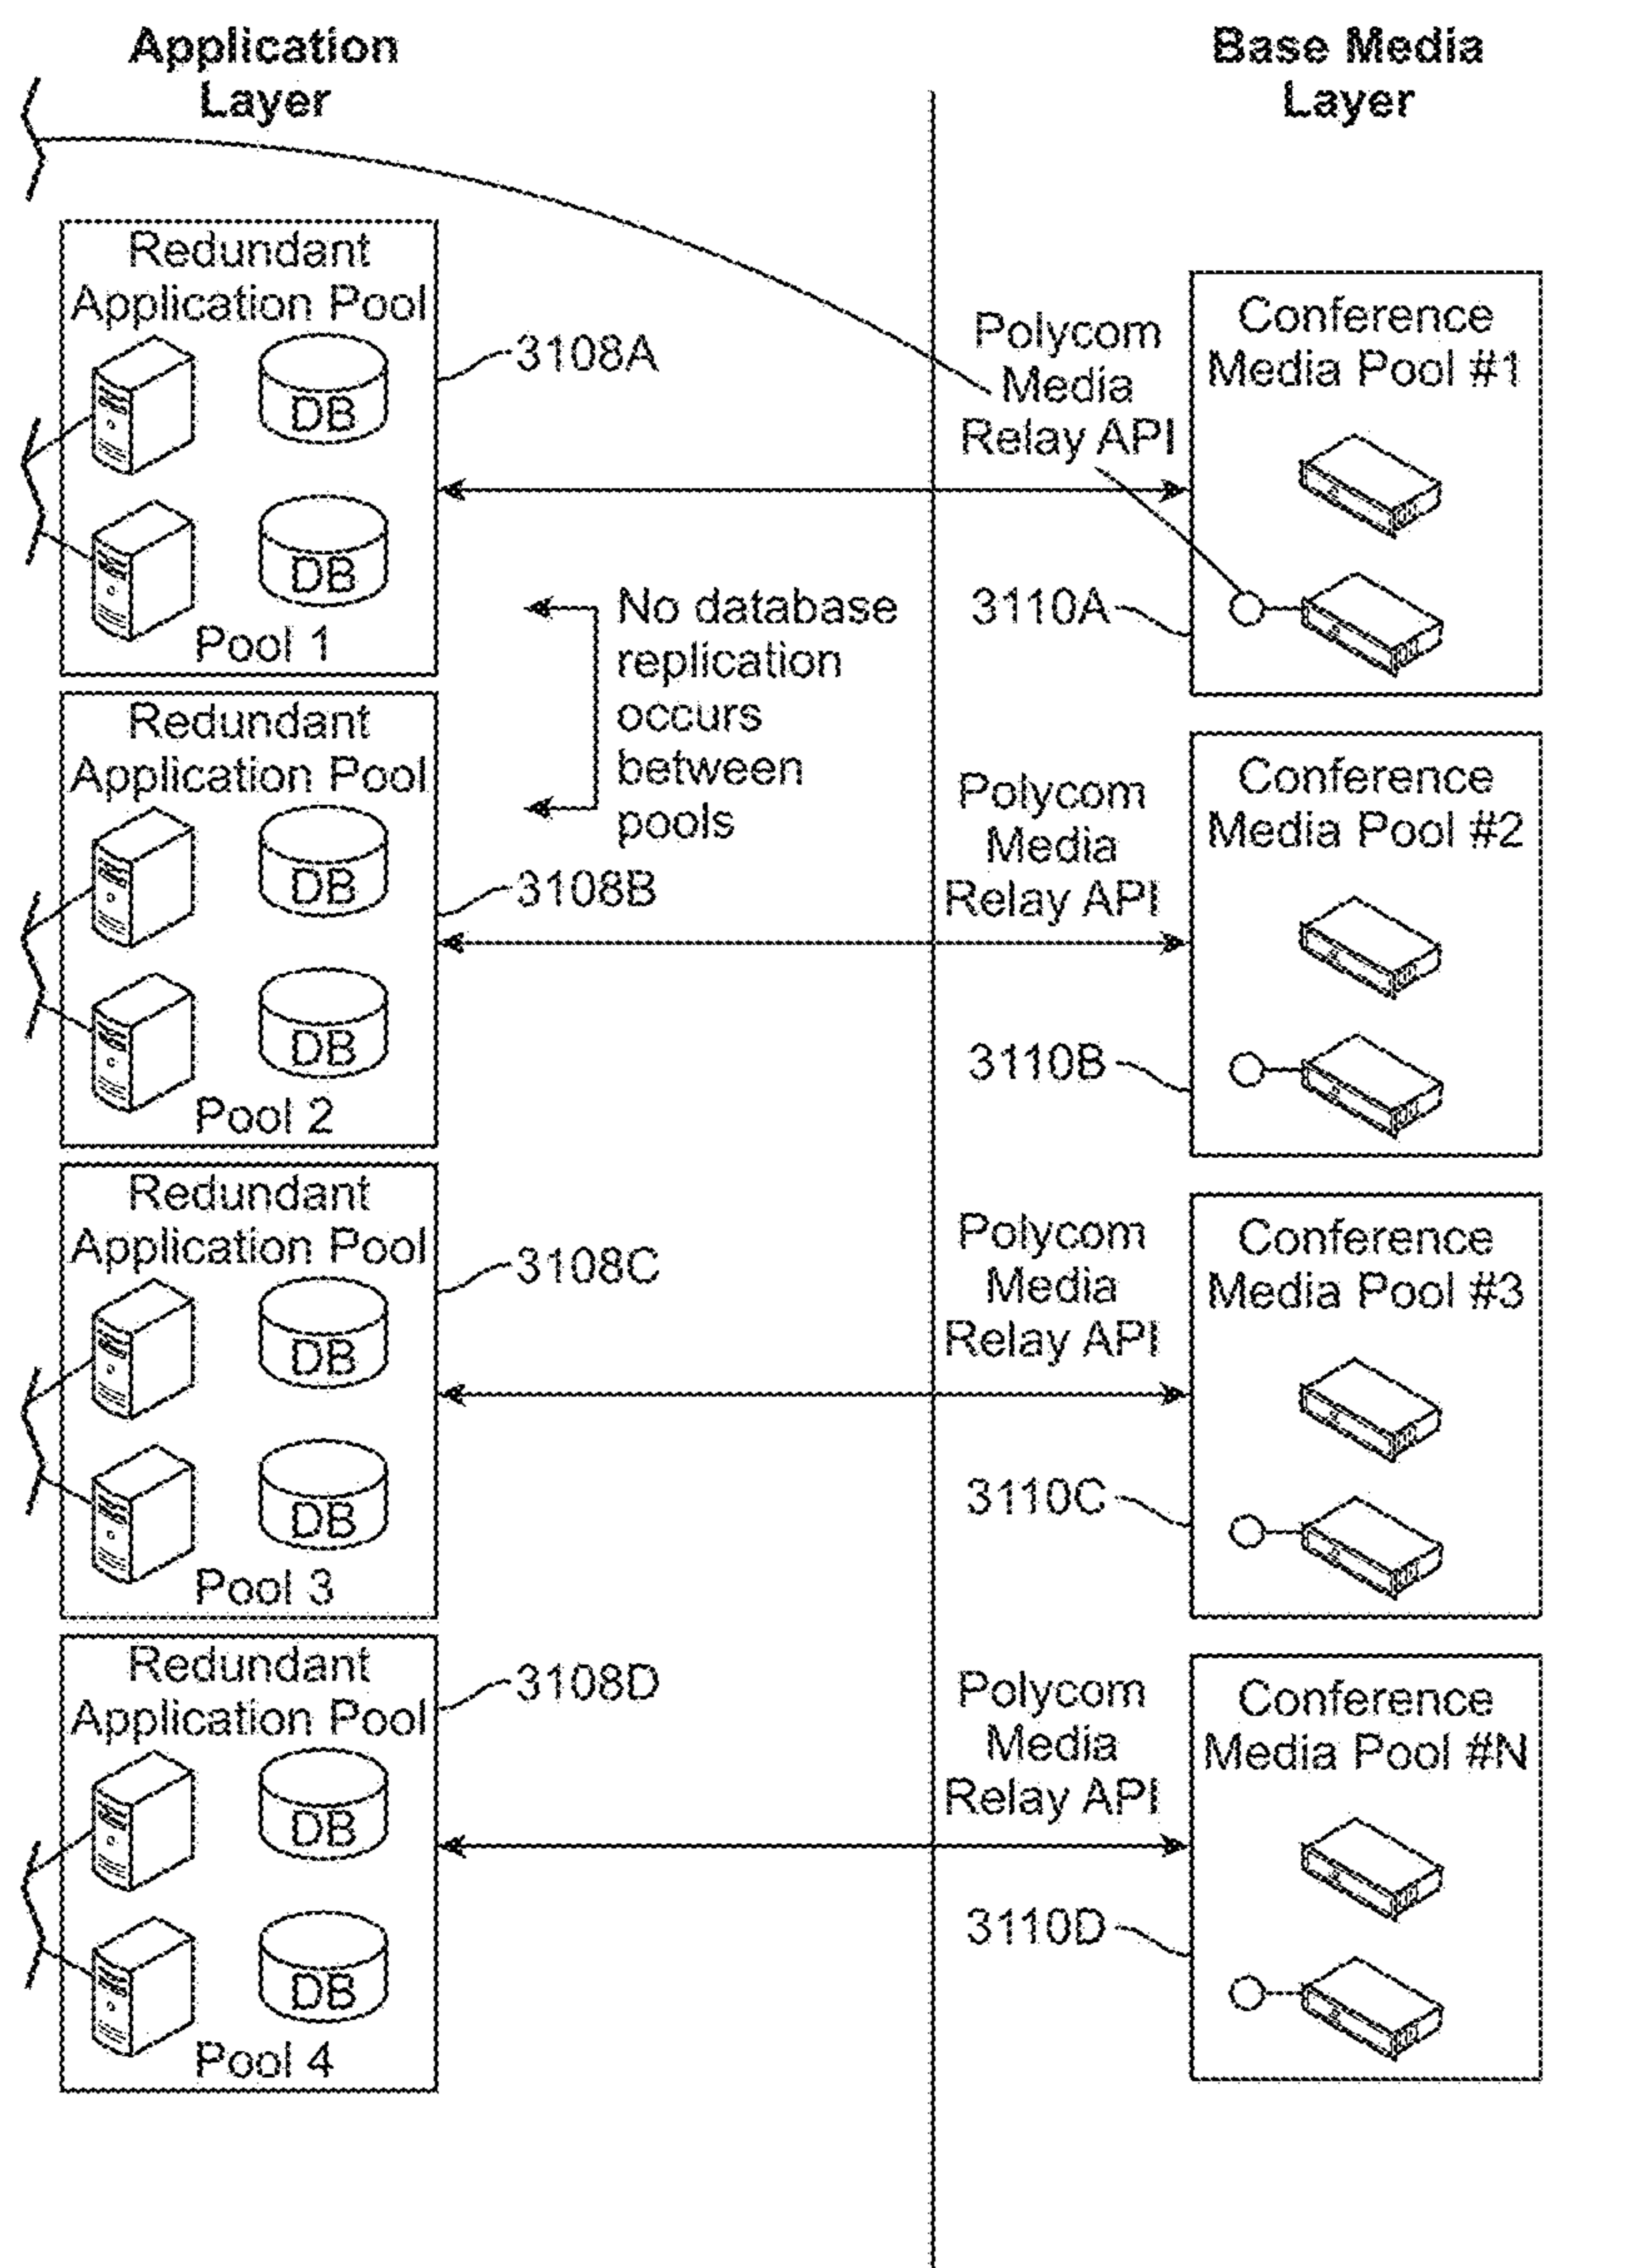 Application
Layer
Base Media
Layer
Redundant
Application Pool
DB
DB
Pool 1
3108A
Polycom
Media
Relay API
Conference
Media Pool #1
3110A
No database
replication
occurs
between
pools
Redundant
Application Pool
DB
DB
Pool 2
3108B
Polycom
Media
Relay API
Conference
Media Pool #2
3110B
Redundant
Application Pool
DB
DB
Pool 3
3108C
Polycom
Media
Relay API
Conference
Media Pool #3
3110C
Redundant
Application Pool
DB
DB
Pool 4
3108D
Polycom
Media
Relay API
Conference
Media Pool #N
3110D